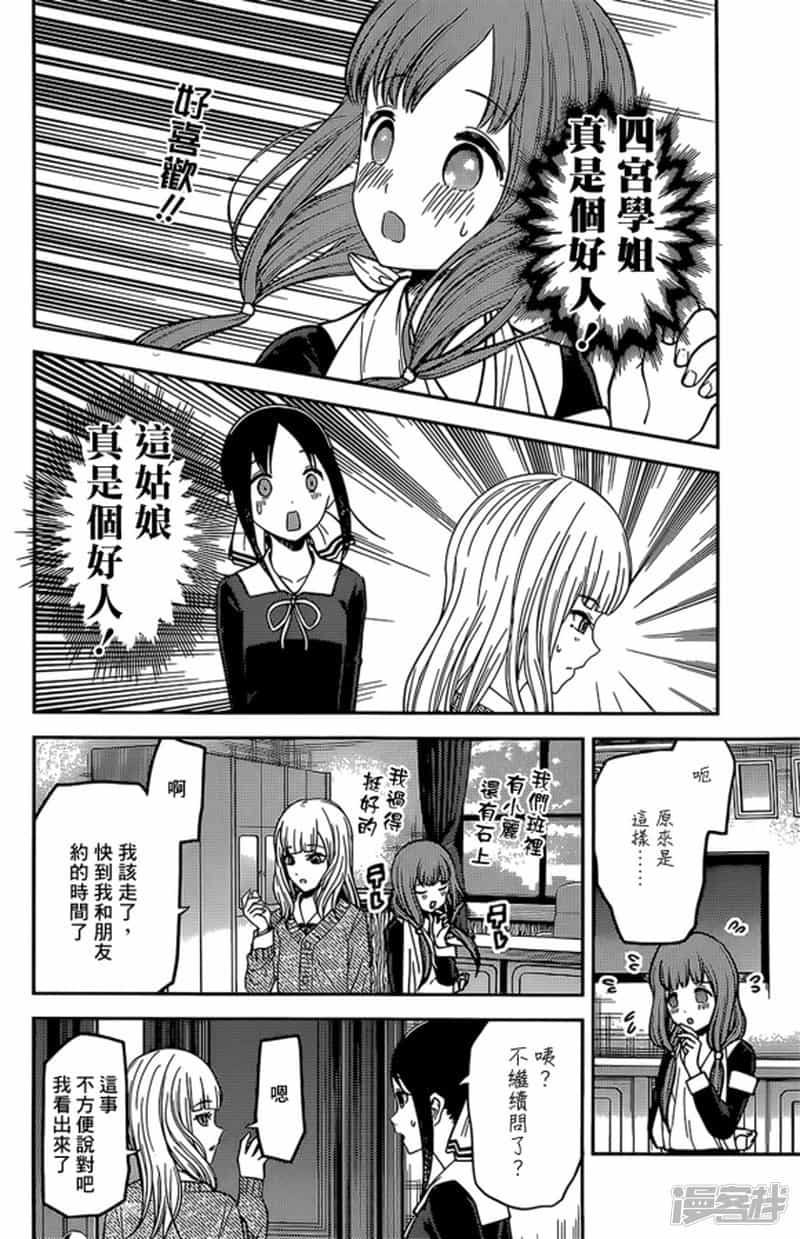 四宮學姐
真是個好人！
好喜歡!!
這姑娘
真是個好人！
呃
原來是
這樣……
我們班裡
有小麗
還有石上
我過得
挺好的
啊
我該走了，
快到我和朋友
約的時間了
咦？
不繼續問了？
嗯
這事
不方便說對吧
我看出來了
漫客栈